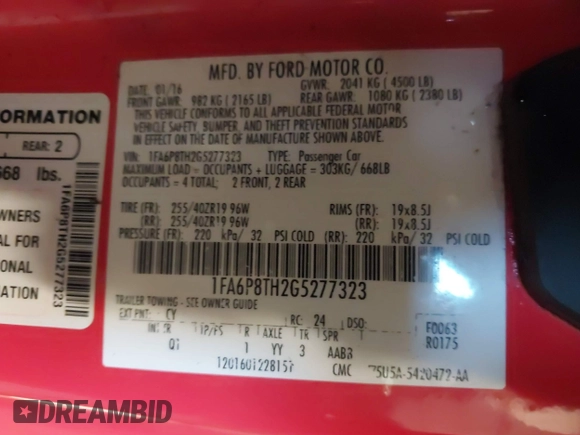 FORMATION
REAR: 2
668 lbs.
WNERS
AL FOR
ONAL
MATION
1FA6P8TH2G5277323
MFD. BY FORD MOTOR CO.
DATE: 01/16 GVWR: 2041 KG ( 4500 LB)
FRONT GAWR: 982 KG ( 2165 LB) REAR GAWR: 1080 KG ( 2380 LB)
THIS VEHICLE CONFORMS TO ALL APPLICABLE FEDERAL MOTOR
VEHICLE SAFETY, BUMPER, AND THEFT PREVENTION STANDARDS
IN EFFECT ON THE DATE OF MANUFACTURE SHOWN ABOVE.
VIN: 1FA6P8TH2G5277323 TYPE: Passenger Car
MAXIMUM LOAD = OCCUPANTS + LUGGAGE = 303KG/ 668LB
OCCUPANTS = 4 TOTAL; 2 FRONT, 2 REAR
TIRE (FR): 255/40ZR19 96W RIMS (FR): 19x8.5J
(RR): 255/40ZR19 96W (RR): 19x8.5J
PRESSURE (FR): 220 kPa/ 32 PSI COLD (RR): 220 kPa/ 32 PSI COLD
1FA6P8TH2G5277323
TRAILER TOWING - SEE OWNER GUIDE
EXT PNT: CY RC: 24 DSO: F0063
R AXLE TR SPR R0175
1 YY 3 AABB
CMC
DREAMBID